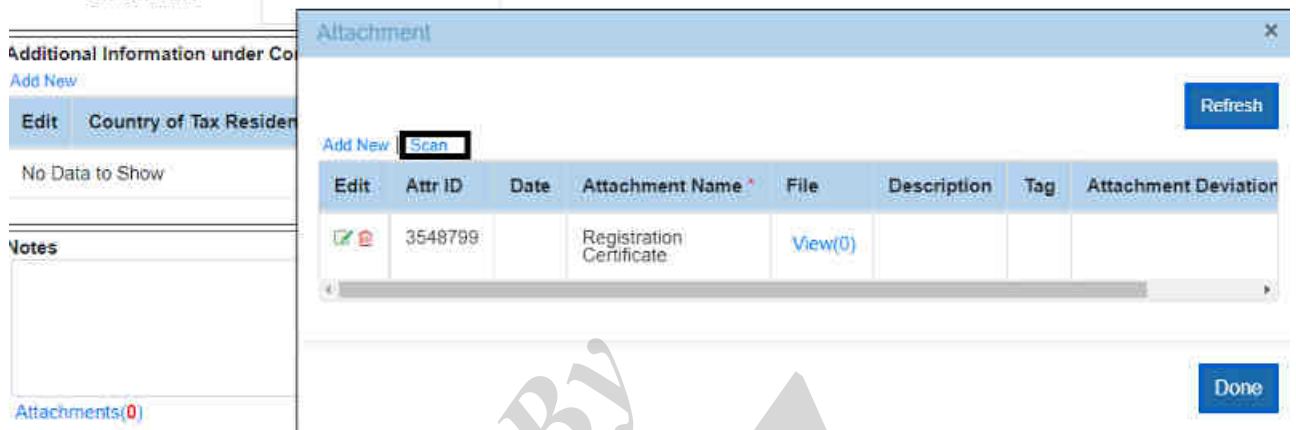 Attachment ×
Additional Information under Co
Add New
Refresh
Edit Country of Tax Residen
Add New | Scan
No Data to Show
Edit Attr ID Date Attachment Name * File Description Tag Attachment Deviation
3548799 Registration Certificate View(0)
Notes
Attachments(0)
Done
By